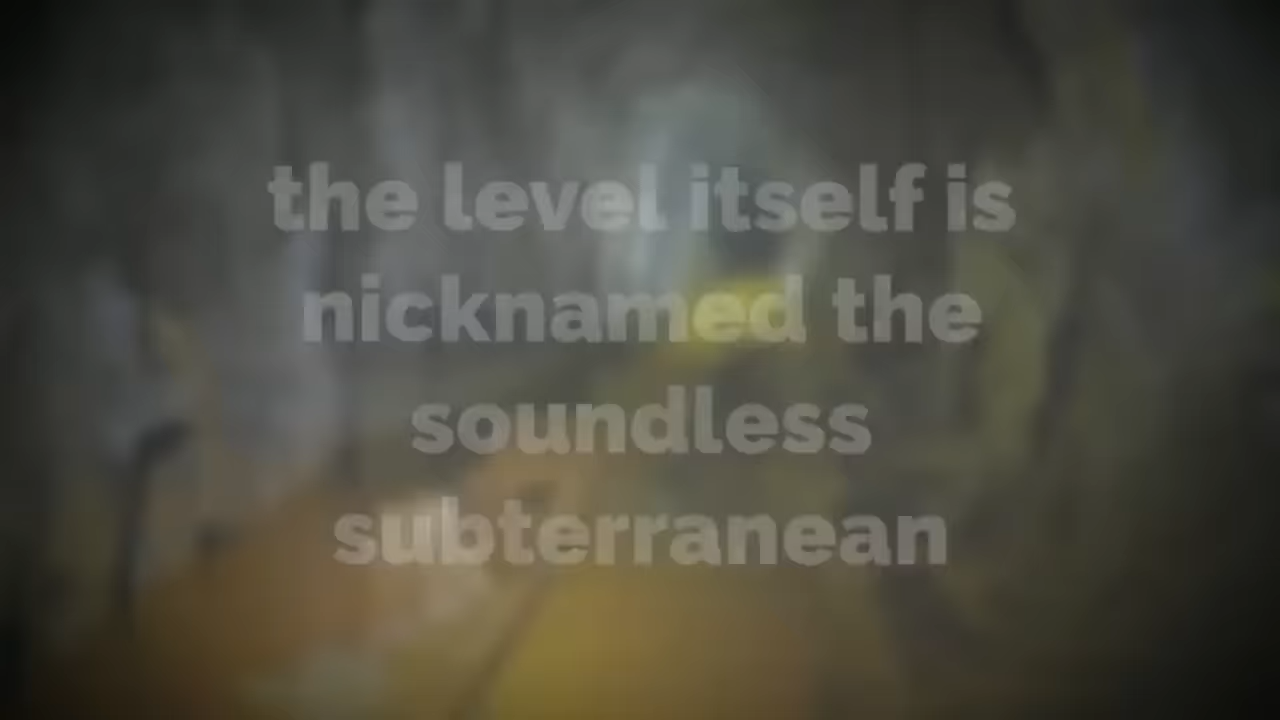 the level itself is
nicknamed the
soundless
subterranean